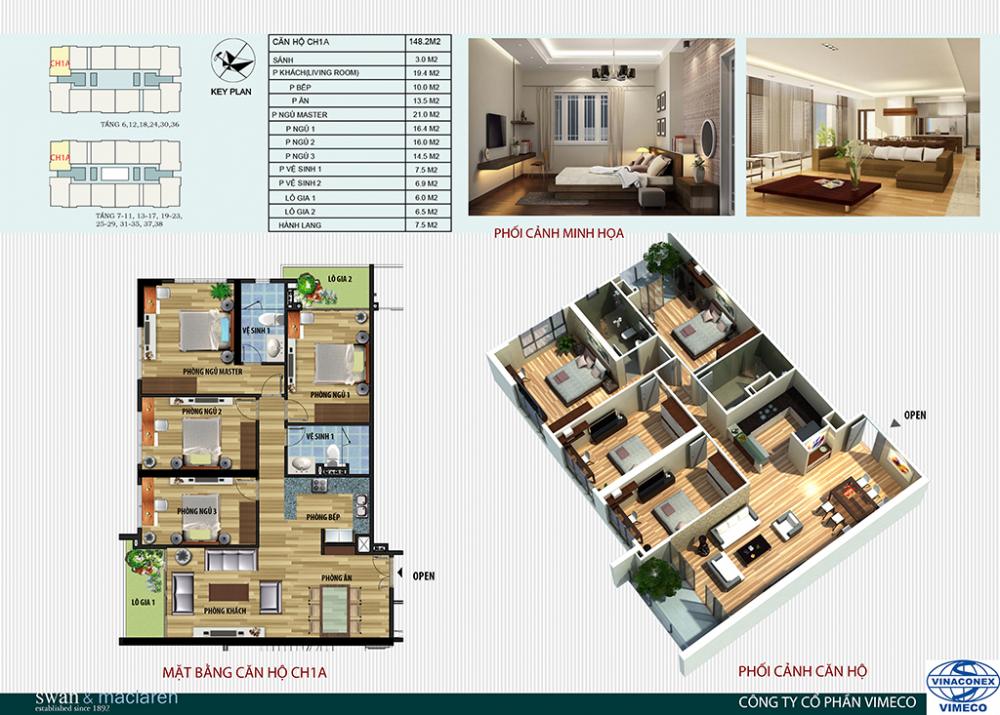 CH1A
TẦNG 6,12,18,24,30,36
CH1A
TẦNG 7-11, 13-17, 19-23,
25-29, 31-35, 37,38
KEY PLAN
CĂN HỘ CH1A 148.2M2
SẢNH 3.0 M2
P KHÁCH(LIVING ROOM) 19.4 M2
P BẾP 10.0 M2
P ĂN 13.5 M2
P NGỦ MASTER 21.0 M2
P NGỦ 1 16.4 M2
P NGỦ 2 16.0 M2
P NGỦ 3 14.5 M2
P VỆ SINH 1 7.5 M2
P VỆ SINH 2 6.9 M2
LÔ GIA 1 6.0 M2
LÔ GIA 2 6.5 M2
HÀNH LANG 7.5 M2
PHỐI CẢNH MINH HỌA
LÔ GIA 2
VỆ SINH 1
PHÒNG NGỦ MASTER
PHÒNG NGỦ 1
PHÒNG NGỦ 2
VỆ SINH 1
PHÒNG NGỦ 3
PHÒNG BẾP
PHÒNG ĂN
OPEN
LÔ GIA 1
PHÒNG KHÁCH
OPEN
MẶT BẰNG CĂN HỘ CH1A
PHỐI CẢNH CĂN HỘ
swan & maclaren
established since 1892
CÔNG TY CỔ PHẦN VIMECO
VINACONEX
VIMECO